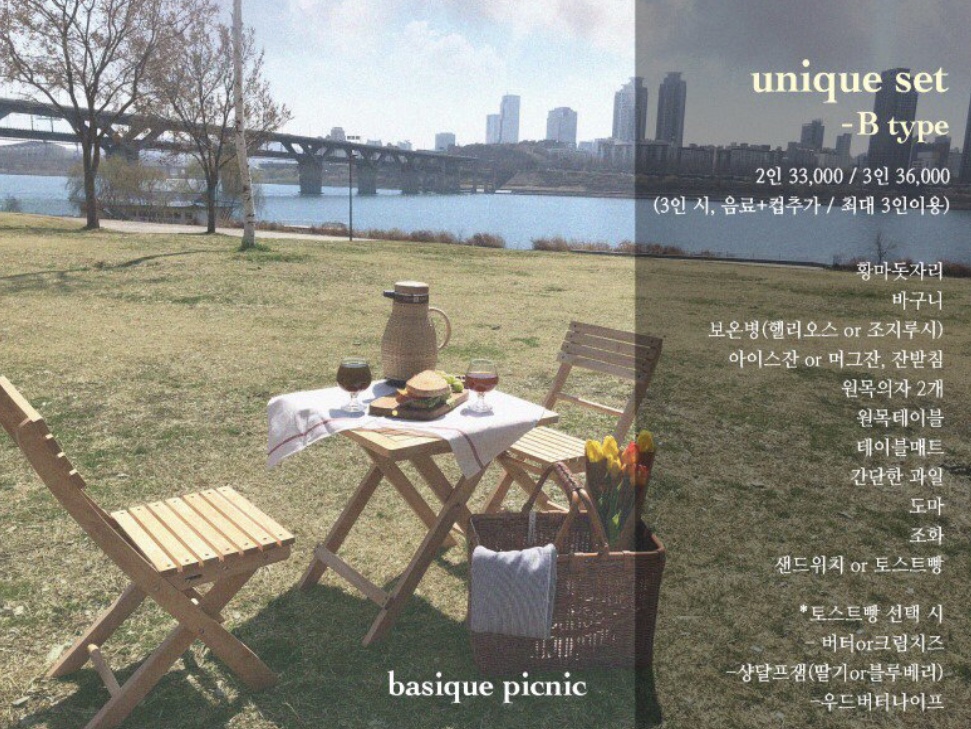 unique set
-B type
2인 33,000 / 3인 36,000
(3인 시, 음료+컵추가 / 최대 3인이용)
황마돗자리
바구니
보온병(헬리오스 or 조지루시)
아이스잔 or 머그잔, 잔받침
원목의자 2개
원목테이블
테이블매트
간단한 과일
도마
조화
샌드위치 or 토스트빵
*토스트빵 선택 시
- 버터or크림치즈
-샹달프잼(딸기or블루베리)
-우드버터나이프
basique picnic